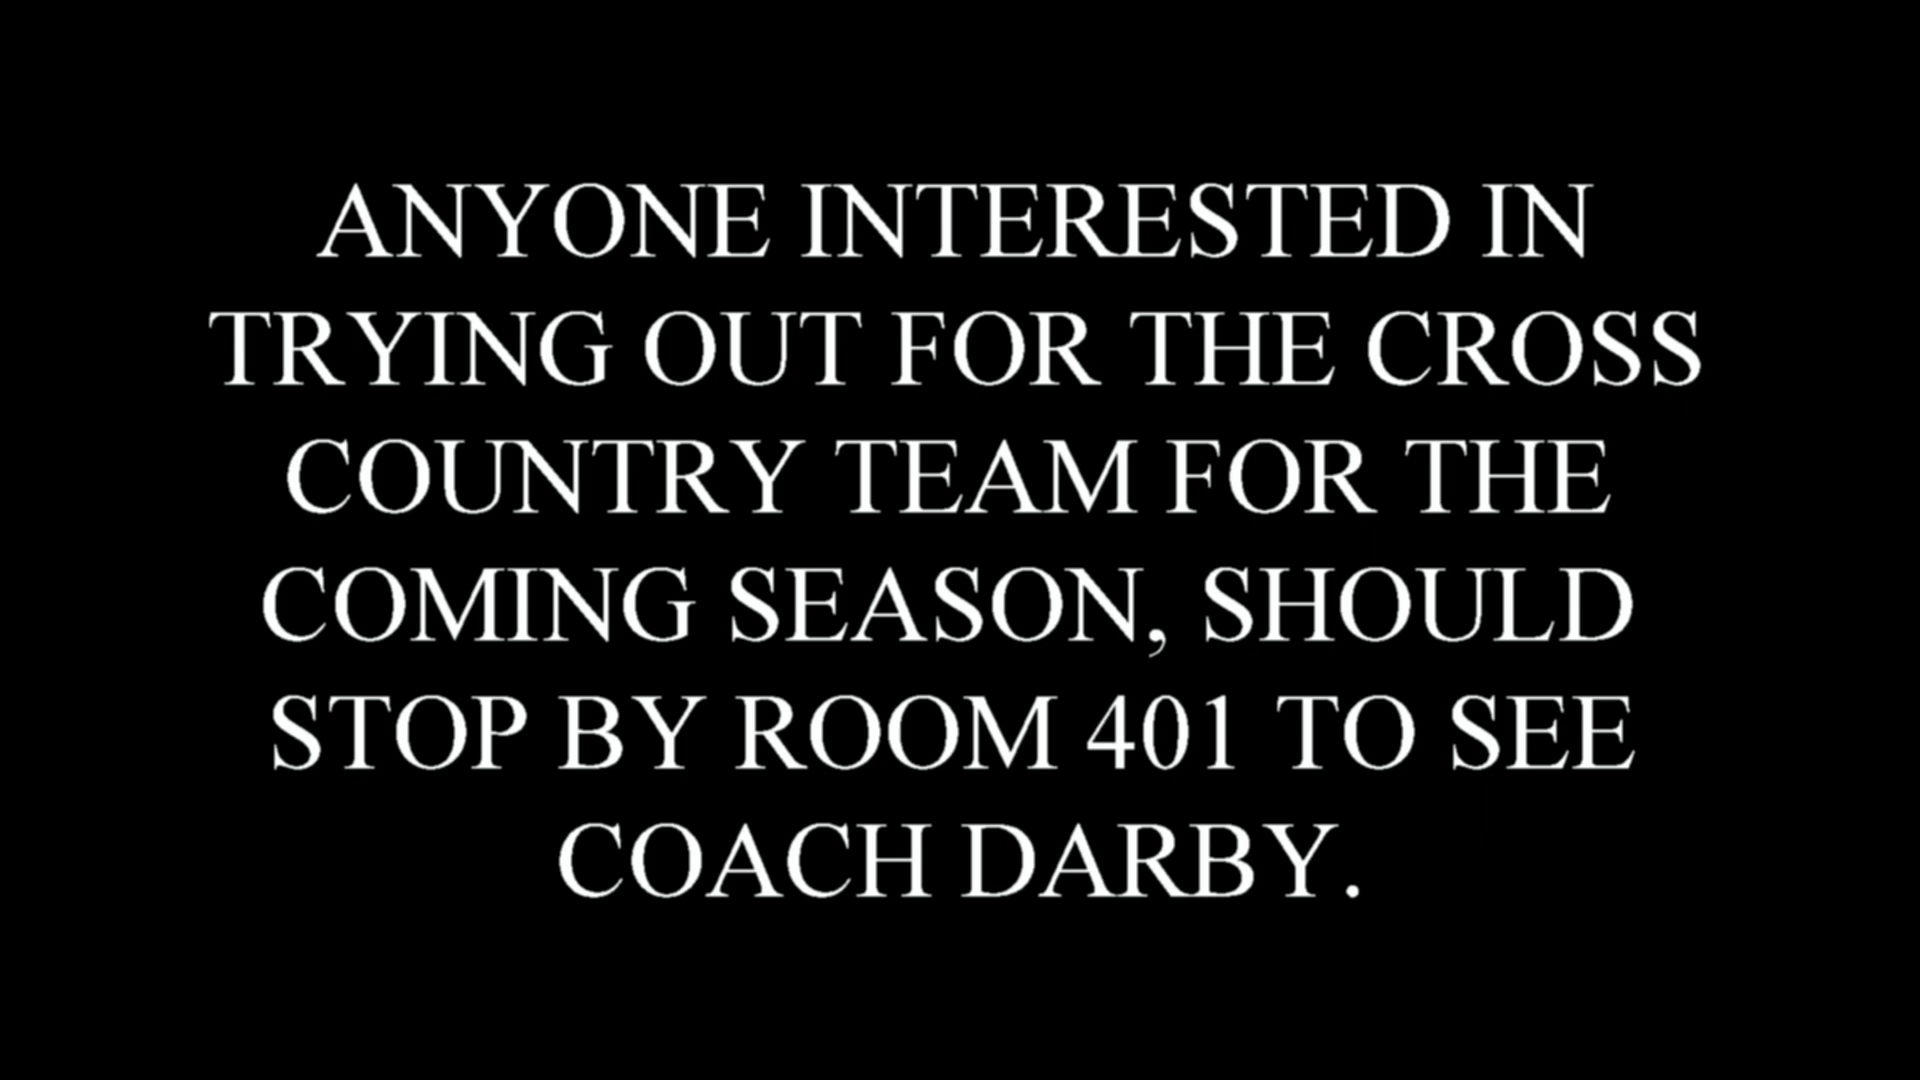 ANYONE INTERESTED IN
TRYING OUT FOR THE CROSS
COUNTRY TEAM FOR THE
COMING SEASON, SHOULD
STOP BY ROOM 401 TO SEE
COACH DARBY.